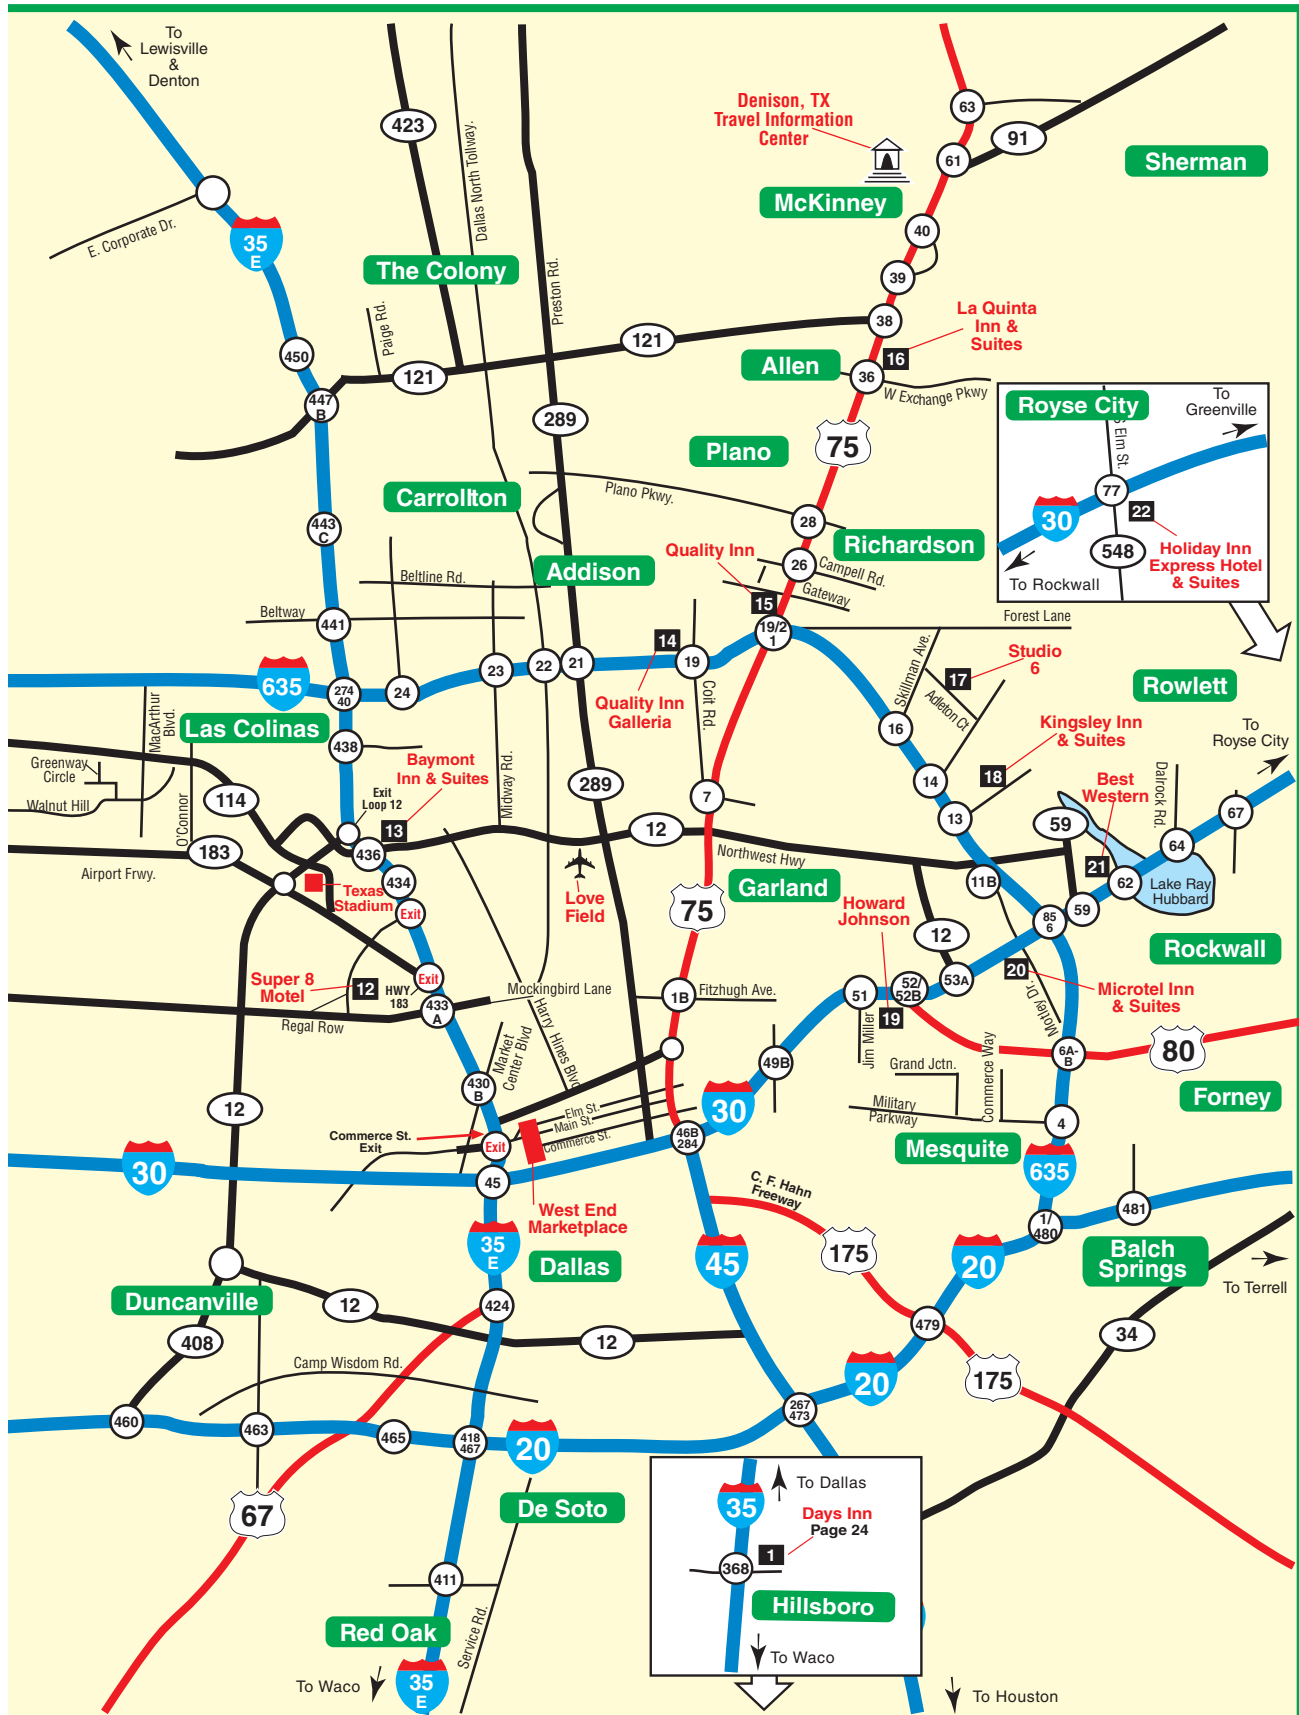 To
Lewisville
&
Denton
423
Dallas North Tollway.
Denison, TX
Travel Information
Center
63
91
61
Sherman
McKinney
E. Corporate Dr.
35
E
40
The Colony
Preston Rd.
39
Paige Rd.
38
La Quinta
Inn &
Suites
121
450
16
Allen
36
121
W Exchange Pkwy
447
B
289
75
Royse City
To
Greenville
S Elm St.
Plano
77
22
30
548
Holiday Inn
Express Hotel
& Suites
To Rockwall
Carrollton
Plano Pkwy.
443
C
28
Richardson
Quality Inn
26
Campell Rd.
Addison
Beltline Rd.
Gateway
15
Beltway
441
Forest Lane
19/2
1
14
Skillman Ave.
Studio
6
23
22
21
19
635
274
40
24
17
Adleton Ct
Rowlett
Quality Inn
Galleria
Coit Rd.
MacArthur
Blvd.
Las Colinas
16
Kingsley Inn
& Suites
To
Royse City
438
Baymont
Inn & Suites
Midway Rd.
Greenway
Circle
Walnut Hill
114
Exit
Loop 12
289
14
18
Best
Western
Dalrock Rd.
7
O'Connor
13
12
13
59
67
183
436
Northwest Hwy
64
Airport Frwy.
Texas
Stadium
434
Love
Field
Garland
11B
21
62
Lake Ray
Hubbard
Exit
75
Howard
Johnson
85
6
59
12
Rockwall
Super 8
Motel
12
HWY
183
Exit
53A
20
Microtel Inn
& Suites
Mockingbird Lane
1B
Fitzhugh Ave.
51
52/
52B
Motley Dr.
433
A
Regal Row
19
Harry Hines Blvd.
Market
Center Blvd
Jim Miller
80
49B
6A-
B
Grand Jctn.
Commerce Way
430
B
Forney
12
Elm St.
Main St.
Commerce St.
30
Military
Parkway
4
Commerce St.
Exit
Exit
46B
284
Mesquite
30
45
635
C. F. Hahn
Freeway
481
West End
Marketplace
1/
480
35
E
Dallas
45
175
20
Balch
Springs
To Terrell
Duncanville
12
424
479
34
408
12
Camp Wisdom Rd.
20
175
460
463
465
418
467
20
267
473
67
De Soto
35
To Dallas
Days Inn
Page 24
1
368
411
Hillsboro
Red Oak
Service Rd.
To Waco
To Waco
35
E
To Houston